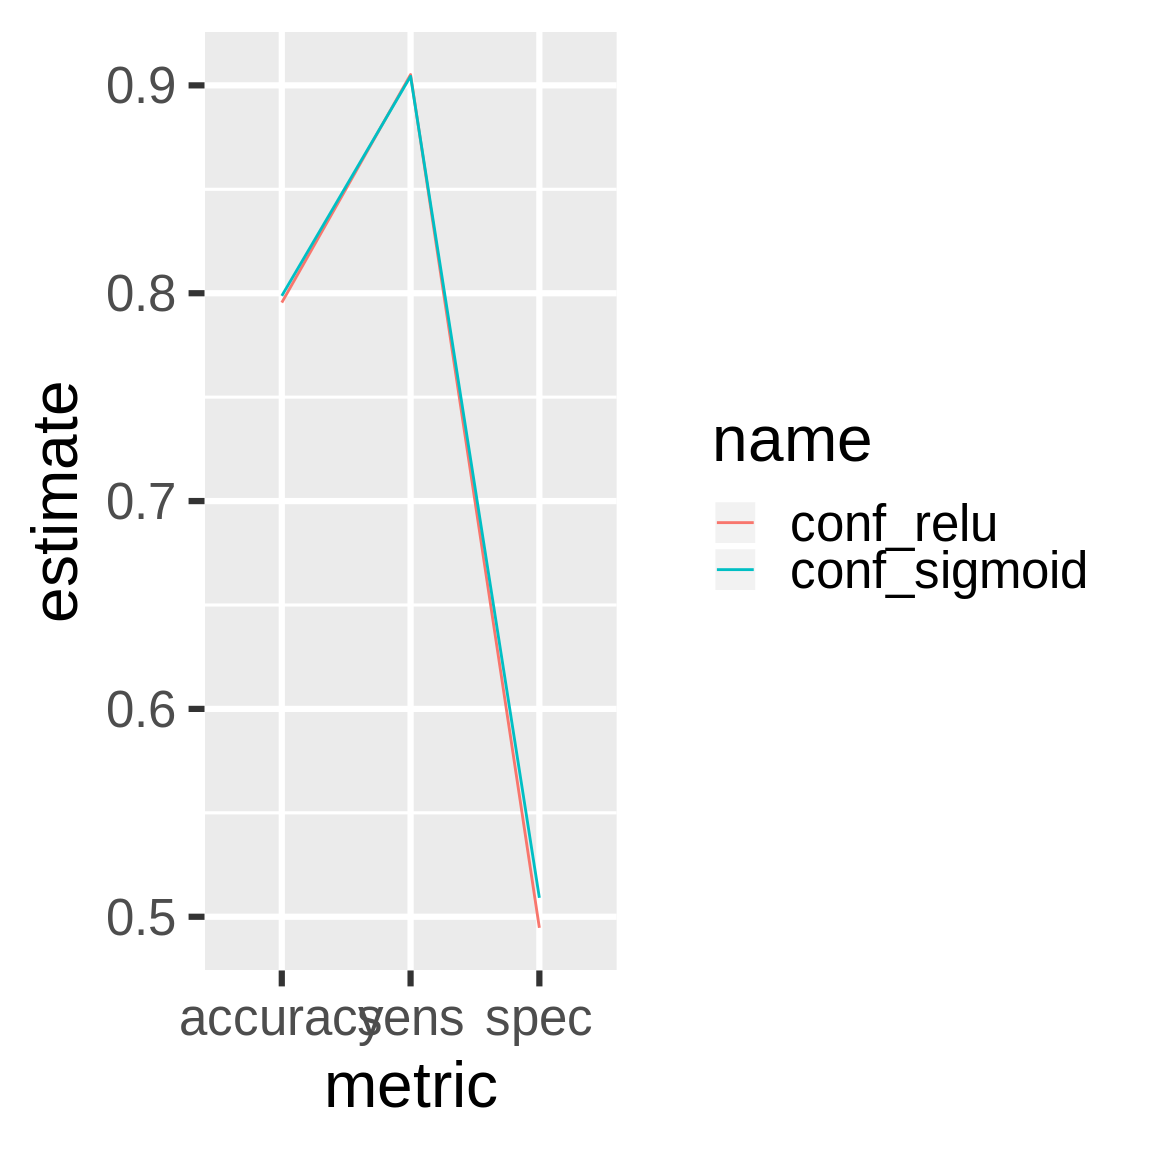 0.9
0.8
0.7
0.6
0.5
estimate
accuracy sens spec
metric
name
conf_relu
conf_sigmoid